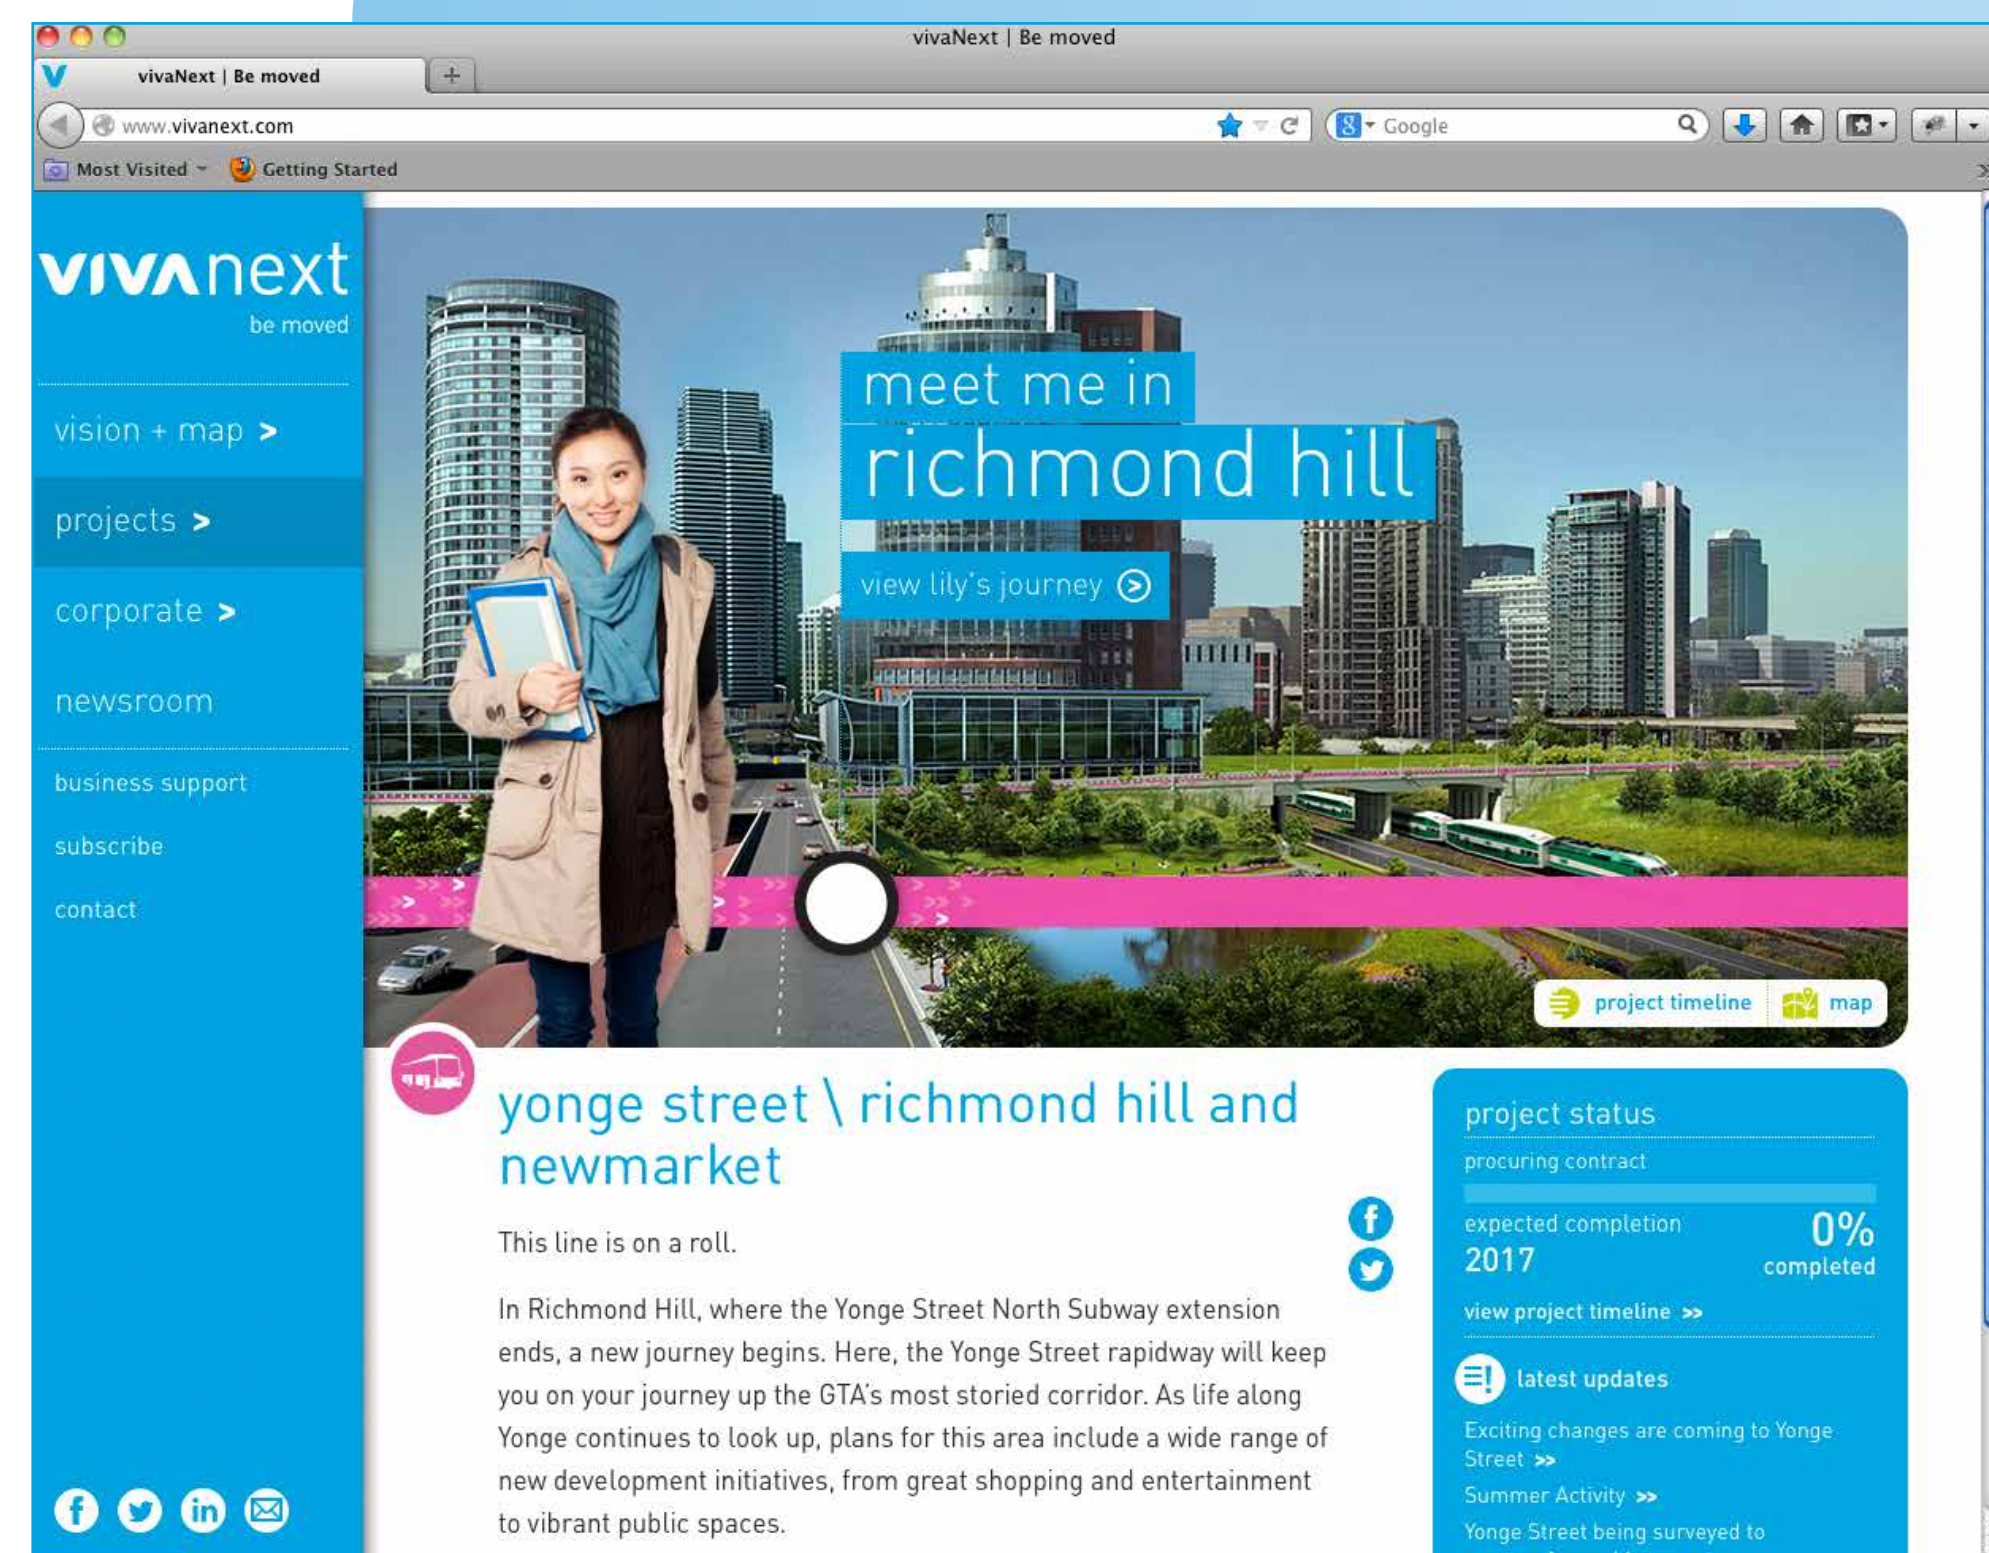 vivaNext | Be moved
vivaNext | Be moved
www.vivanext.com
Google
Most Visited
Getting Started
vivanext
be moved
vision + map >
projects >
corporate >
newsroom
business support
subscribe
contact
meet me in
richmond hill
view lily's journey >
project timeline
map
yonge street \ richmond hill and
newmarket
This line is on a roll.
In Richmond Hill, where the Yonge Street North Subway extension
ends, a new journey begins. Here, the Yonge Street rapidway will keep
you on your journey up the GTA's most storied corridor. As life along
Yonge continues to look up, plans for this area include a wide range of
new development initiatives, from great shopping and entertainment
to vibrant public spaces.
project status
procuring contract
expected completion
2017
0%
completed
view project timeline >>
latest updates
Exciting changes are coming to Yonge
Street >>
Summer Activity >>
Yonge Street being surveyed to